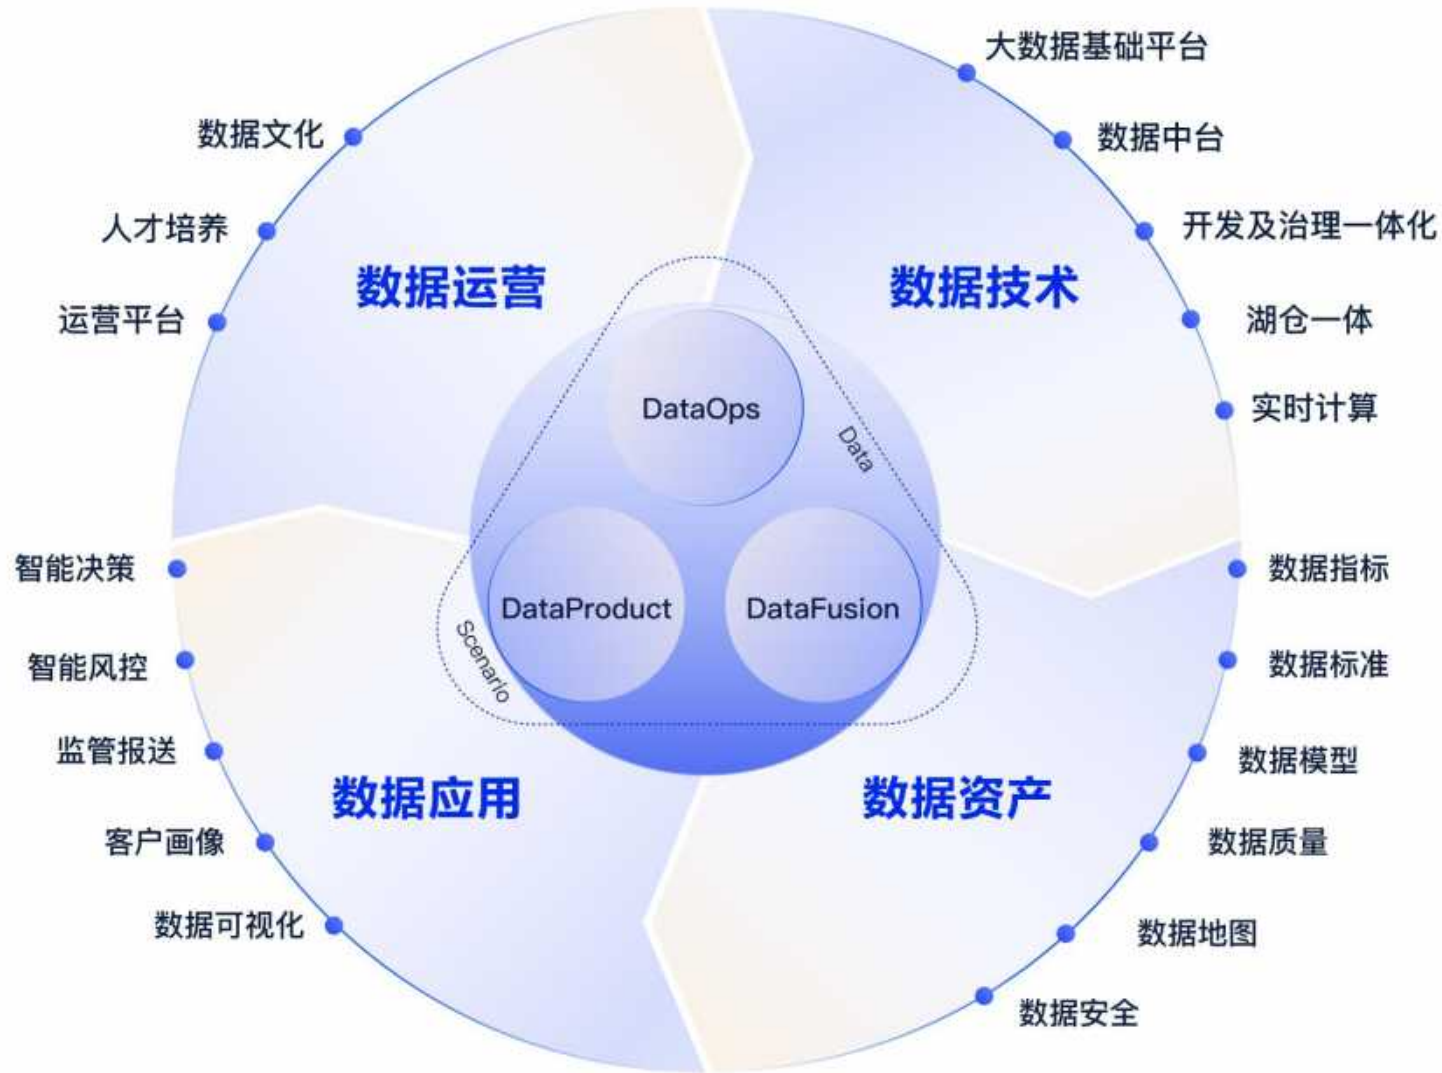 大数据基础平台
数据文化
数据中台
人才培养
开发及治理一体化
数据运营
数据技术
运营平台
湖仓一体
DataOps
实时计算
Data
智能决策
数据指标
DataProduct
DataFusion
Scenario
智能风控
数据标准
监管报送
数据模型
数据应用
数据资产
客户画像
数据质量
数据可视化
数据地图
数据安全